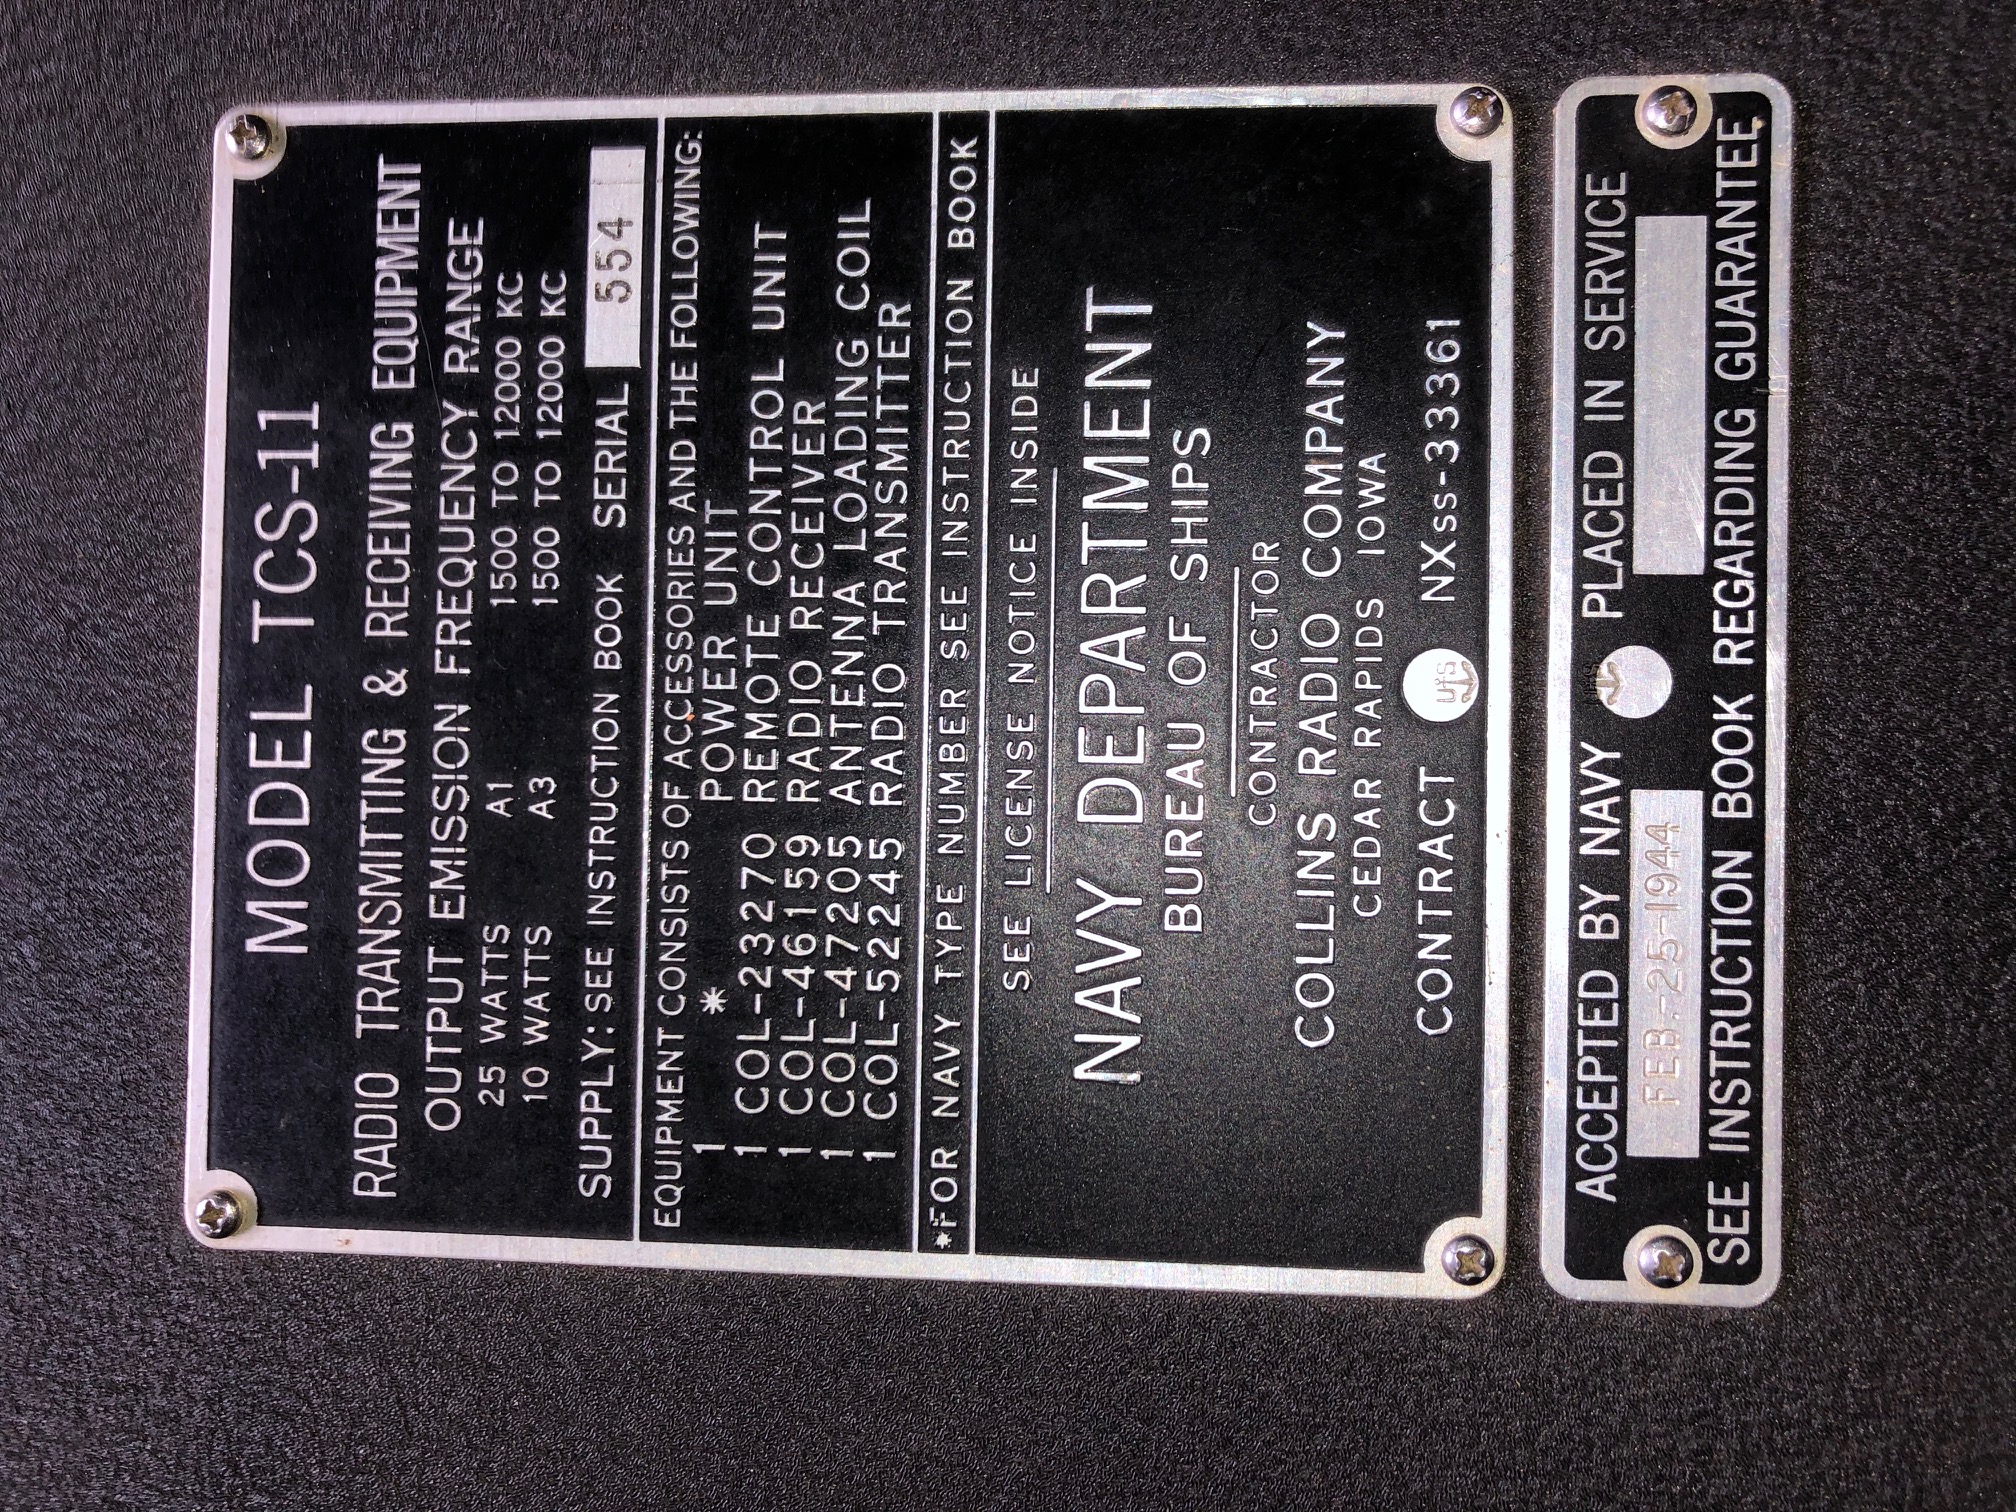 MODEL TCS-11
RADIO TRANSMITTING & RECEIVING EQUIPMENT
OUTPUT EMISSION FREQUENCY RANGE
25 WATTS A1 1500 TO 12000 KC
10 WATTS A3 1500 TO 12000 KC
SUPPLY: SEE INSTRUCTION BOOK SERIAL 554
EQUIPMENT CONSISTS OF ACCESSORIES AND THE FOLLOWING:
1 * POWER UNIT
1 COL-23270 REMOTE CONTROL UNIT
1 COL-46159 RADIO RECEIVER
1 COL-47205 ANTENNA LOADING COIL
1 COL-52245 RADIO TRANSMITTER
*FOR NAVY TYPE NUMBER SEE INSTRUCTION BOOK
SEE LICENSE NOTICE INSIDE
NAVY DEPARTMENT
BUREAU OF SHIPS
CONTRACTOR
COLLINS RADIO COMPANY
CEDAR RAPIDS IOWA
CONTRACT US NXss-33361
ACCEPTED BY NAVY PLACED IN SERVICE
FEB.-25-1944
SEE INSTRUCTION BOOK REGARDING GUARANTEE